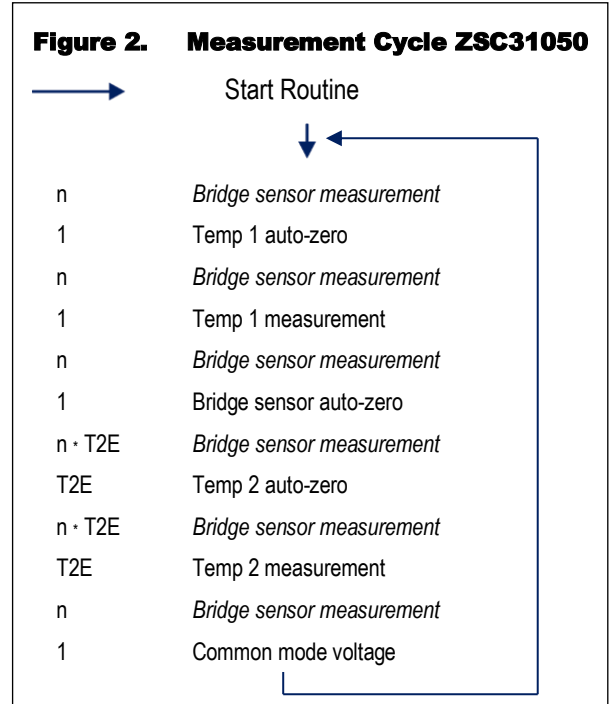 Figure 2. Measurement Cycle ZSC31050
Start Routine
n Bridge sensor measurement
1 Temp 1 auto-zero
n Bridge sensor measurement
1 Temp 1 measurement
n Bridge sensor measurement
1 Bridge sensor auto-zero
n * T2E Bridge sensor measurement
T2E Temp 2 auto-zero
n * T2E Bridge sensor measurement
T2E Temp 2 measurement
n Bridge sensor measurement
1 Common mode voltage